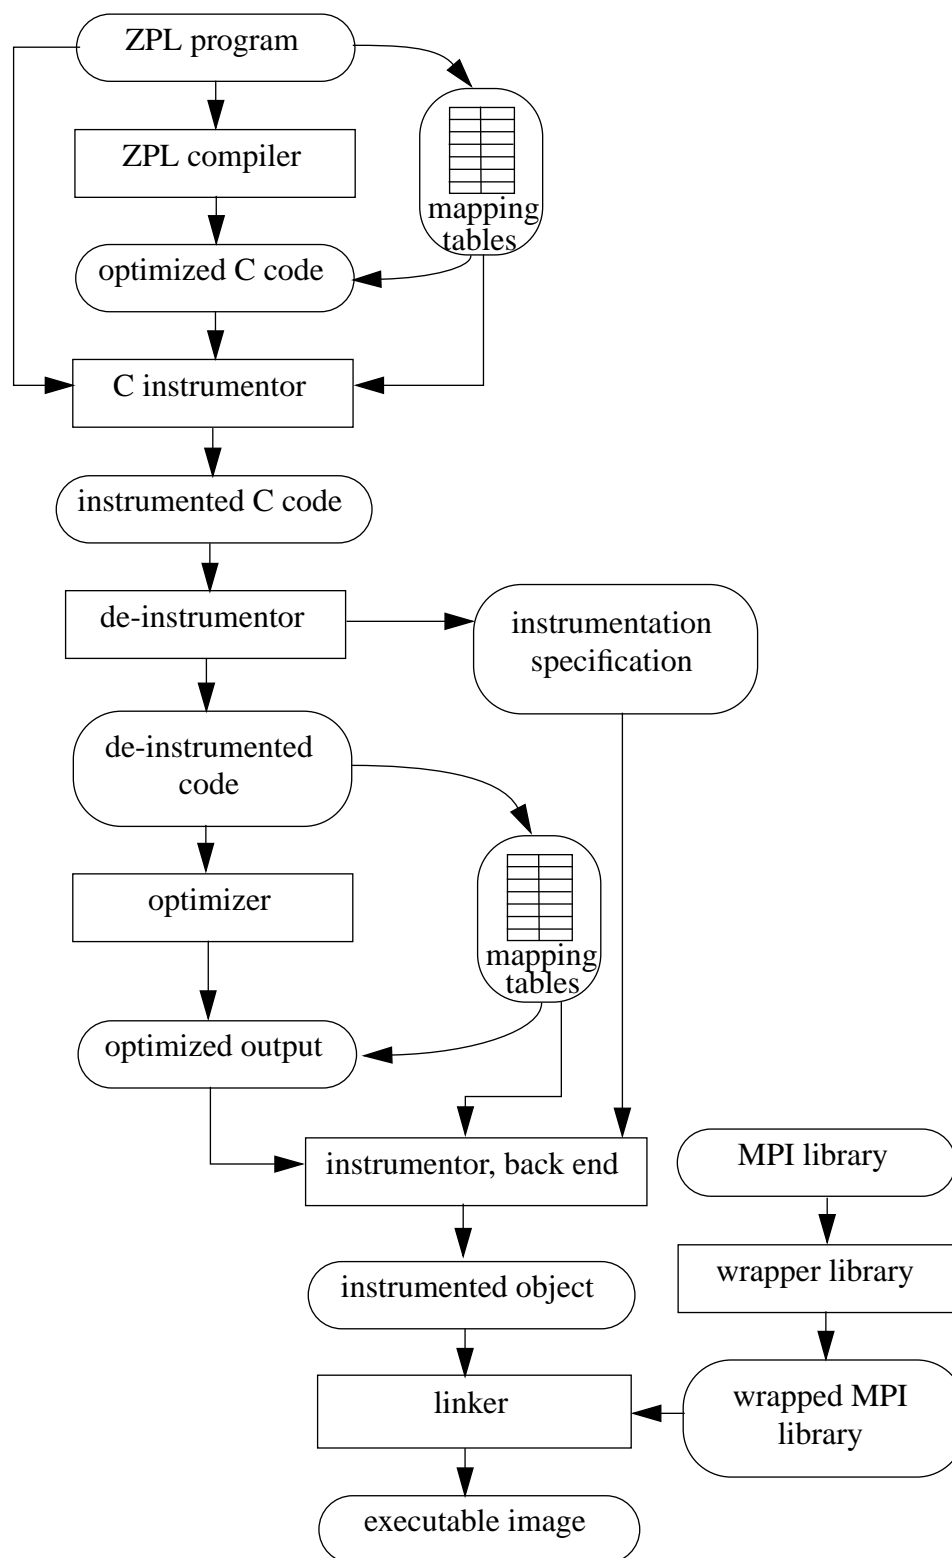 ZPL program
ZPL compiler
mapping
tables
optimized C code
C instrumentor
instrumented C code
de-instrumentor
instrumentation
specification
de-instrumented
code
optimizer
mapping
tables
optimized output
instrumentor, back end
MPI library
wrapper library
instrumented object
linker
wrapped MPI
library
executable image